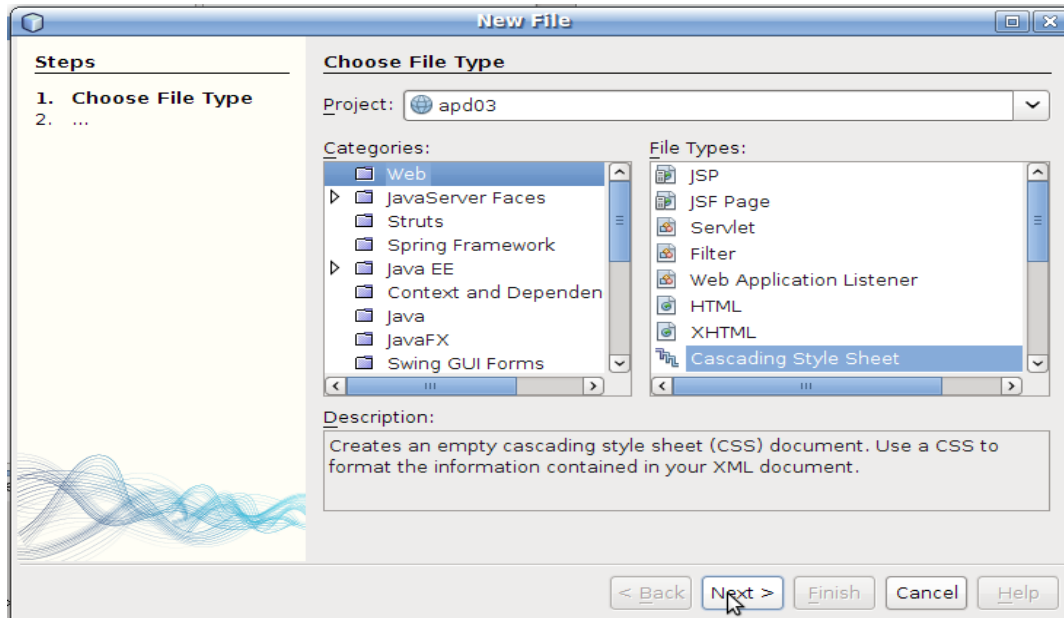 New File
Steps
1. Choose File Type
2. ...
Choose File Type
Project: apd03
Categories:
Web
JavaServer Faces
Struts
Spring Framework
Java EE
Context and Dependen
Java
JavaFX
Swing GUI Forms
File Types:
JSP
JSF Page
Servlet
Filter
Web Application Listener
HTML
XHTML
Cascading Style Sheet
Description:
Creates an empty cascading style sheet (CSS) document. Use a CSS to
format the information contained in your XML document.
< Back Next > Finish Cancel Help